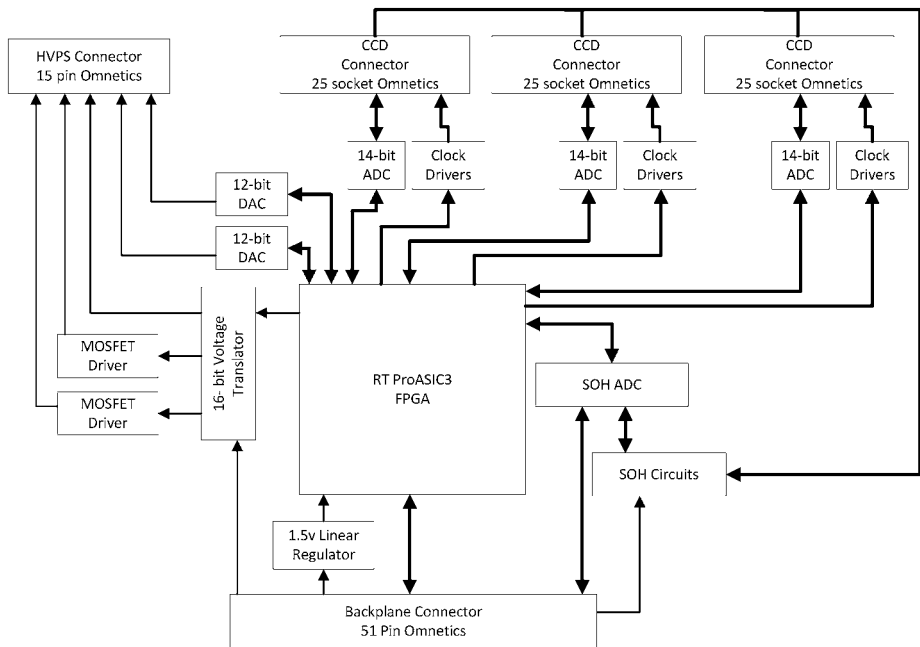 HVPS Connector
15 pin Omnetics
CCD
Connector
25 socket Omnetics
CCD
Connector
25 socket Omnetics
CCD
Connector
25 socket Omnetics
14-bit
ADC
Clock
Drivers
14-bit
ADC
Clock
Drivers
14-bit
ADC
Clock
Drivers
12-bit
DAC
12-bit
DAC
16- bit Voltage
Translator
MOSFET
Driver
MOSFET
Driver
RT ProASIC3
FPGA
SOH ADC
SOH Circuits
1.5v Linear
Regulator
Backplane Connector
51 Pin Omnetics